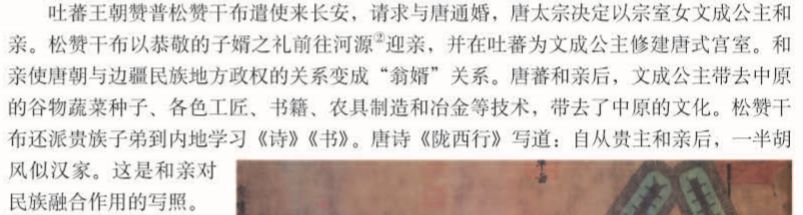 吐蕃王朝赞普松赞干布遣使来长安，请求与唐通婚，唐太宗决定以宗室女文成公主和
亲。松赞干布以恭敬的子婿之礼前往河源②迎亲，并在吐蕃为文成公主修建唐式宫室。和
亲使唐朝与边疆民族地方政权的关系变成“翁婿”关系。唐蕃和亲后，文成公主带去中原
的谷物蔬菜种子、各色工匠、书籍、农具制造和冶金等技术，带去了中原的文化。松赞干
布还派贵族子弟到内地学习《诗》《书》。唐诗《陇西行》写道：自从贵主和亲后，一半胡
风似汉家。这是和亲对
民族融合作用的写照。